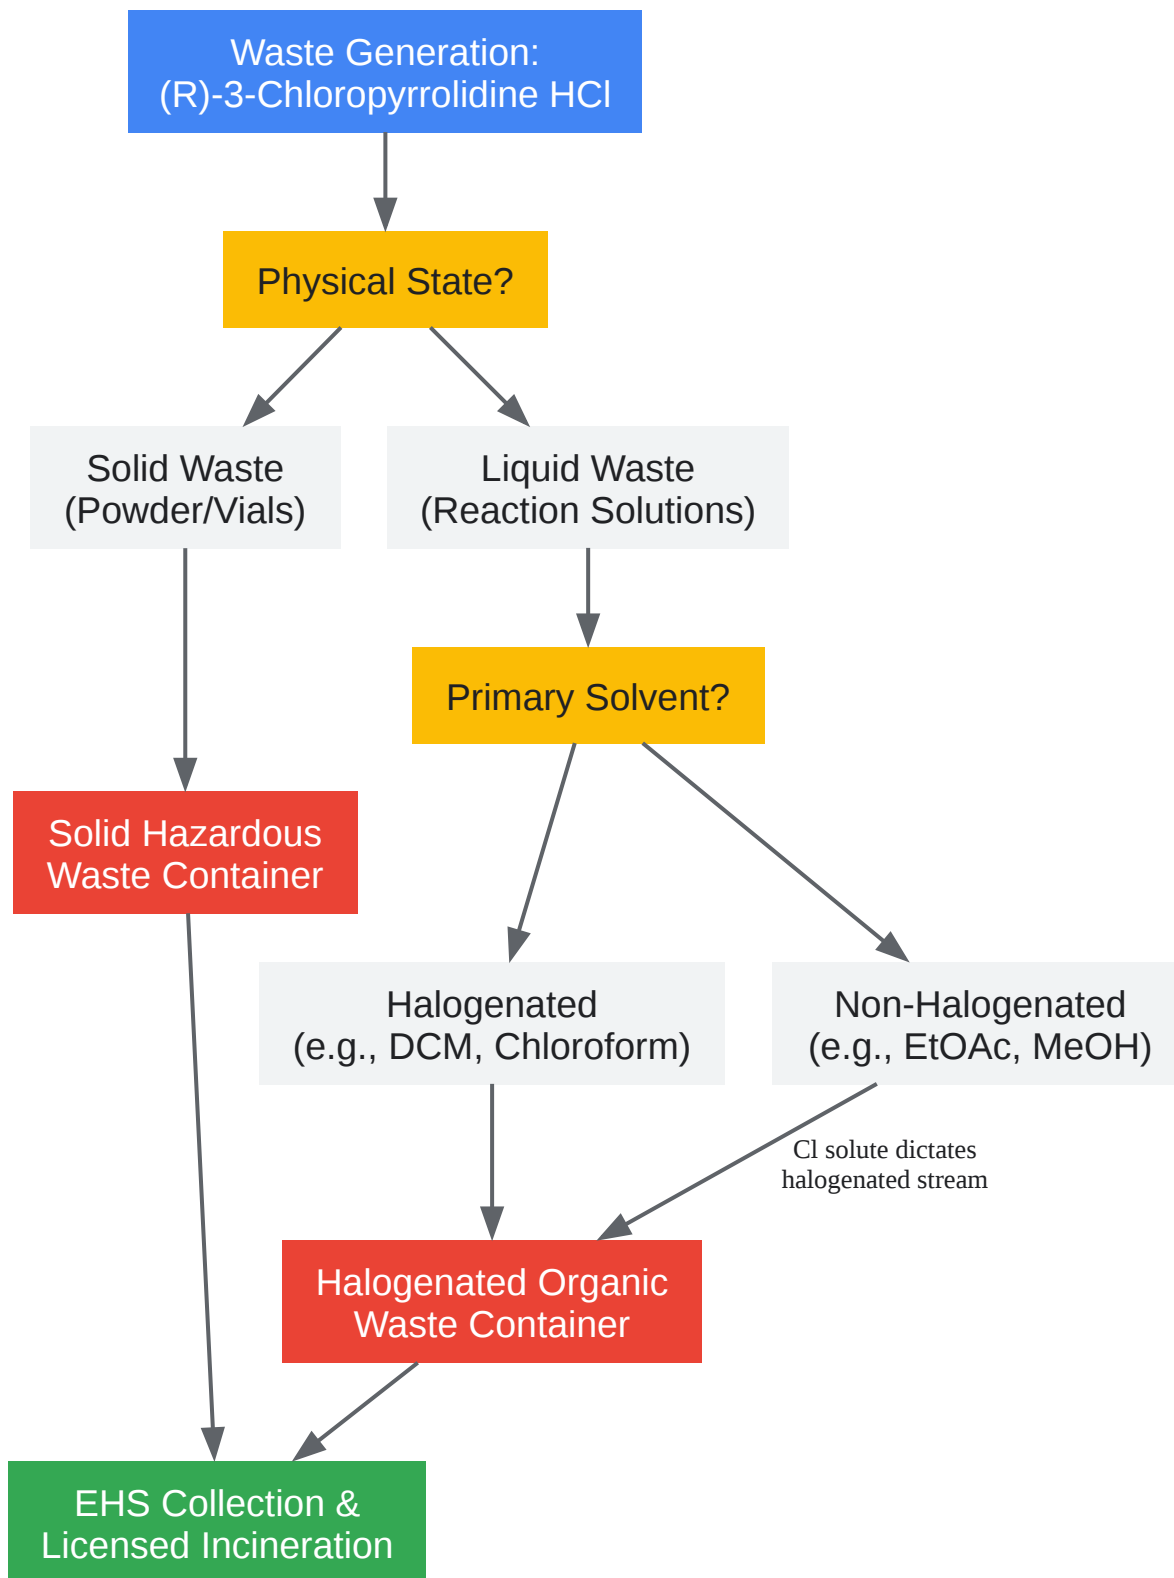 Waste Generation:
(R)-3-Chloropyrrolidine HCl
Physical State?
Solid Waste
(Powder/Vials)
Liquid Waste
(Reaction Solutions)
Primary Solvent?
Solid Hazardous
Waste Container
Halogenated
(e.g., DCM, Chloroform)
Non-Halogenated
(e.g., EtOAc, MeOH)
Cl solute dictates
halogenated stream
Halogenated Organic
Waste Container
EHS Collection &
Licensed Incineration